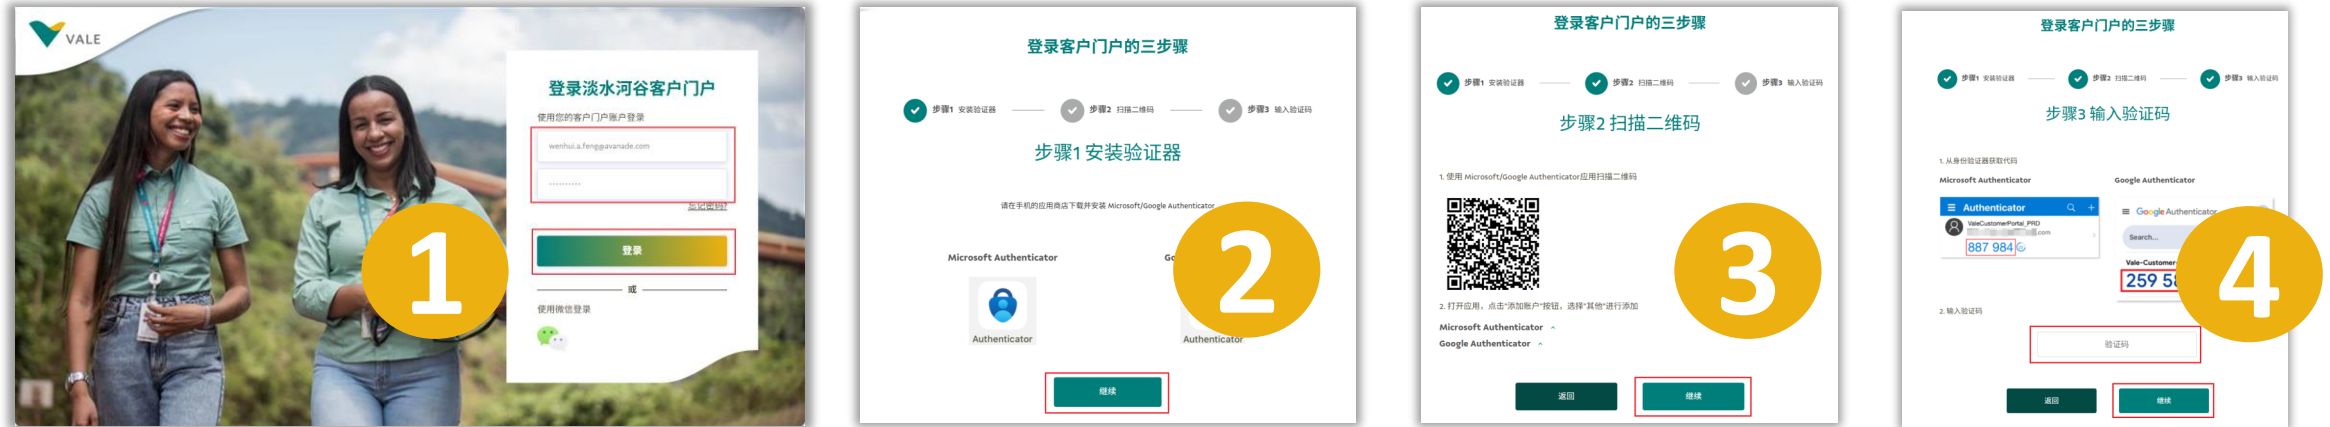 VALE
登录淡水河谷客户门户
使用您的客户门户账户登录
wenhui.a.feng@avanade.com
忘记密码?
登录
或
使用微信登录
1
登录客户门户的三步骤
步骤1 安装验证器
步骤2 扫描二维码
步骤3 输入验证码
步骤1 安装验证器
请在手机的应用商店下载并安装 Microsoft/Google Authenticator
Microsoft Authenticator
Go
Authenticator
Authenticator
继续
2
登录客户门户的三步骤
步骤1 安装验证器
步骤2 扫描二维码
步骤3 输入验证码
步骤2 扫描二维码
1. 使用 Microsoft/Google Authenticator应用扫描二维码
2. 打开应用，点击"添加账户"按钮，选择"其他"进行添加
Microsoft Authenticator
Google Authenticator
返回
继续
3
登录客户门户的三步骤
步骤1 安装验证器
步骤2 扫描二维码
步骤3 输入验证码
步骤3 输入验证码
1. 从身份验证器获取代码
Microsoft Authenticator
Google Authenticator
Authenticator
ValeCustomerPortal_PRD
.com
887 984
Google Authenticator
Search...
Vale-Customer-
259 5
2. 输入验证码
验证码
返回
继续
4